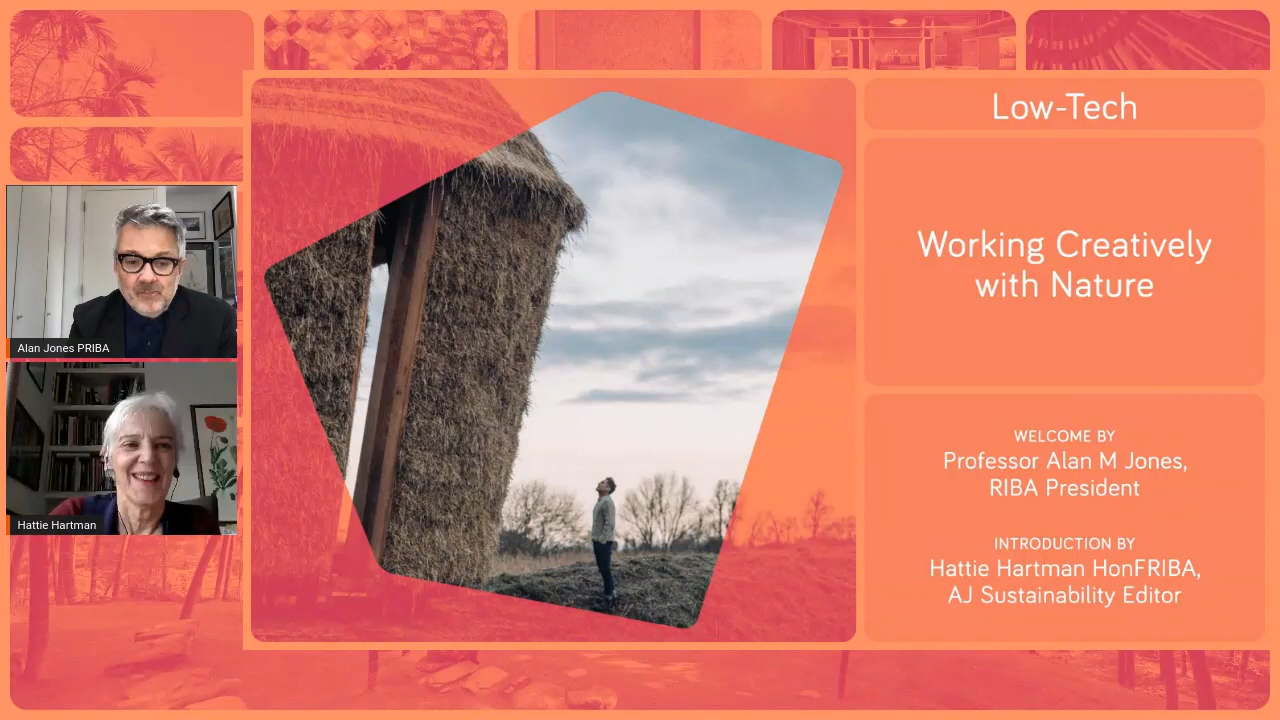 Low-Tech
Working Creatively
with Nature
WELCOME BY
Professor Alan M Jones,
RIBA President
INTRODUCTION BY
Hattie Hartman HonFRIBA,
AJ Sustainability Editor
Alan Jones PRIBA
Hattie Hartman